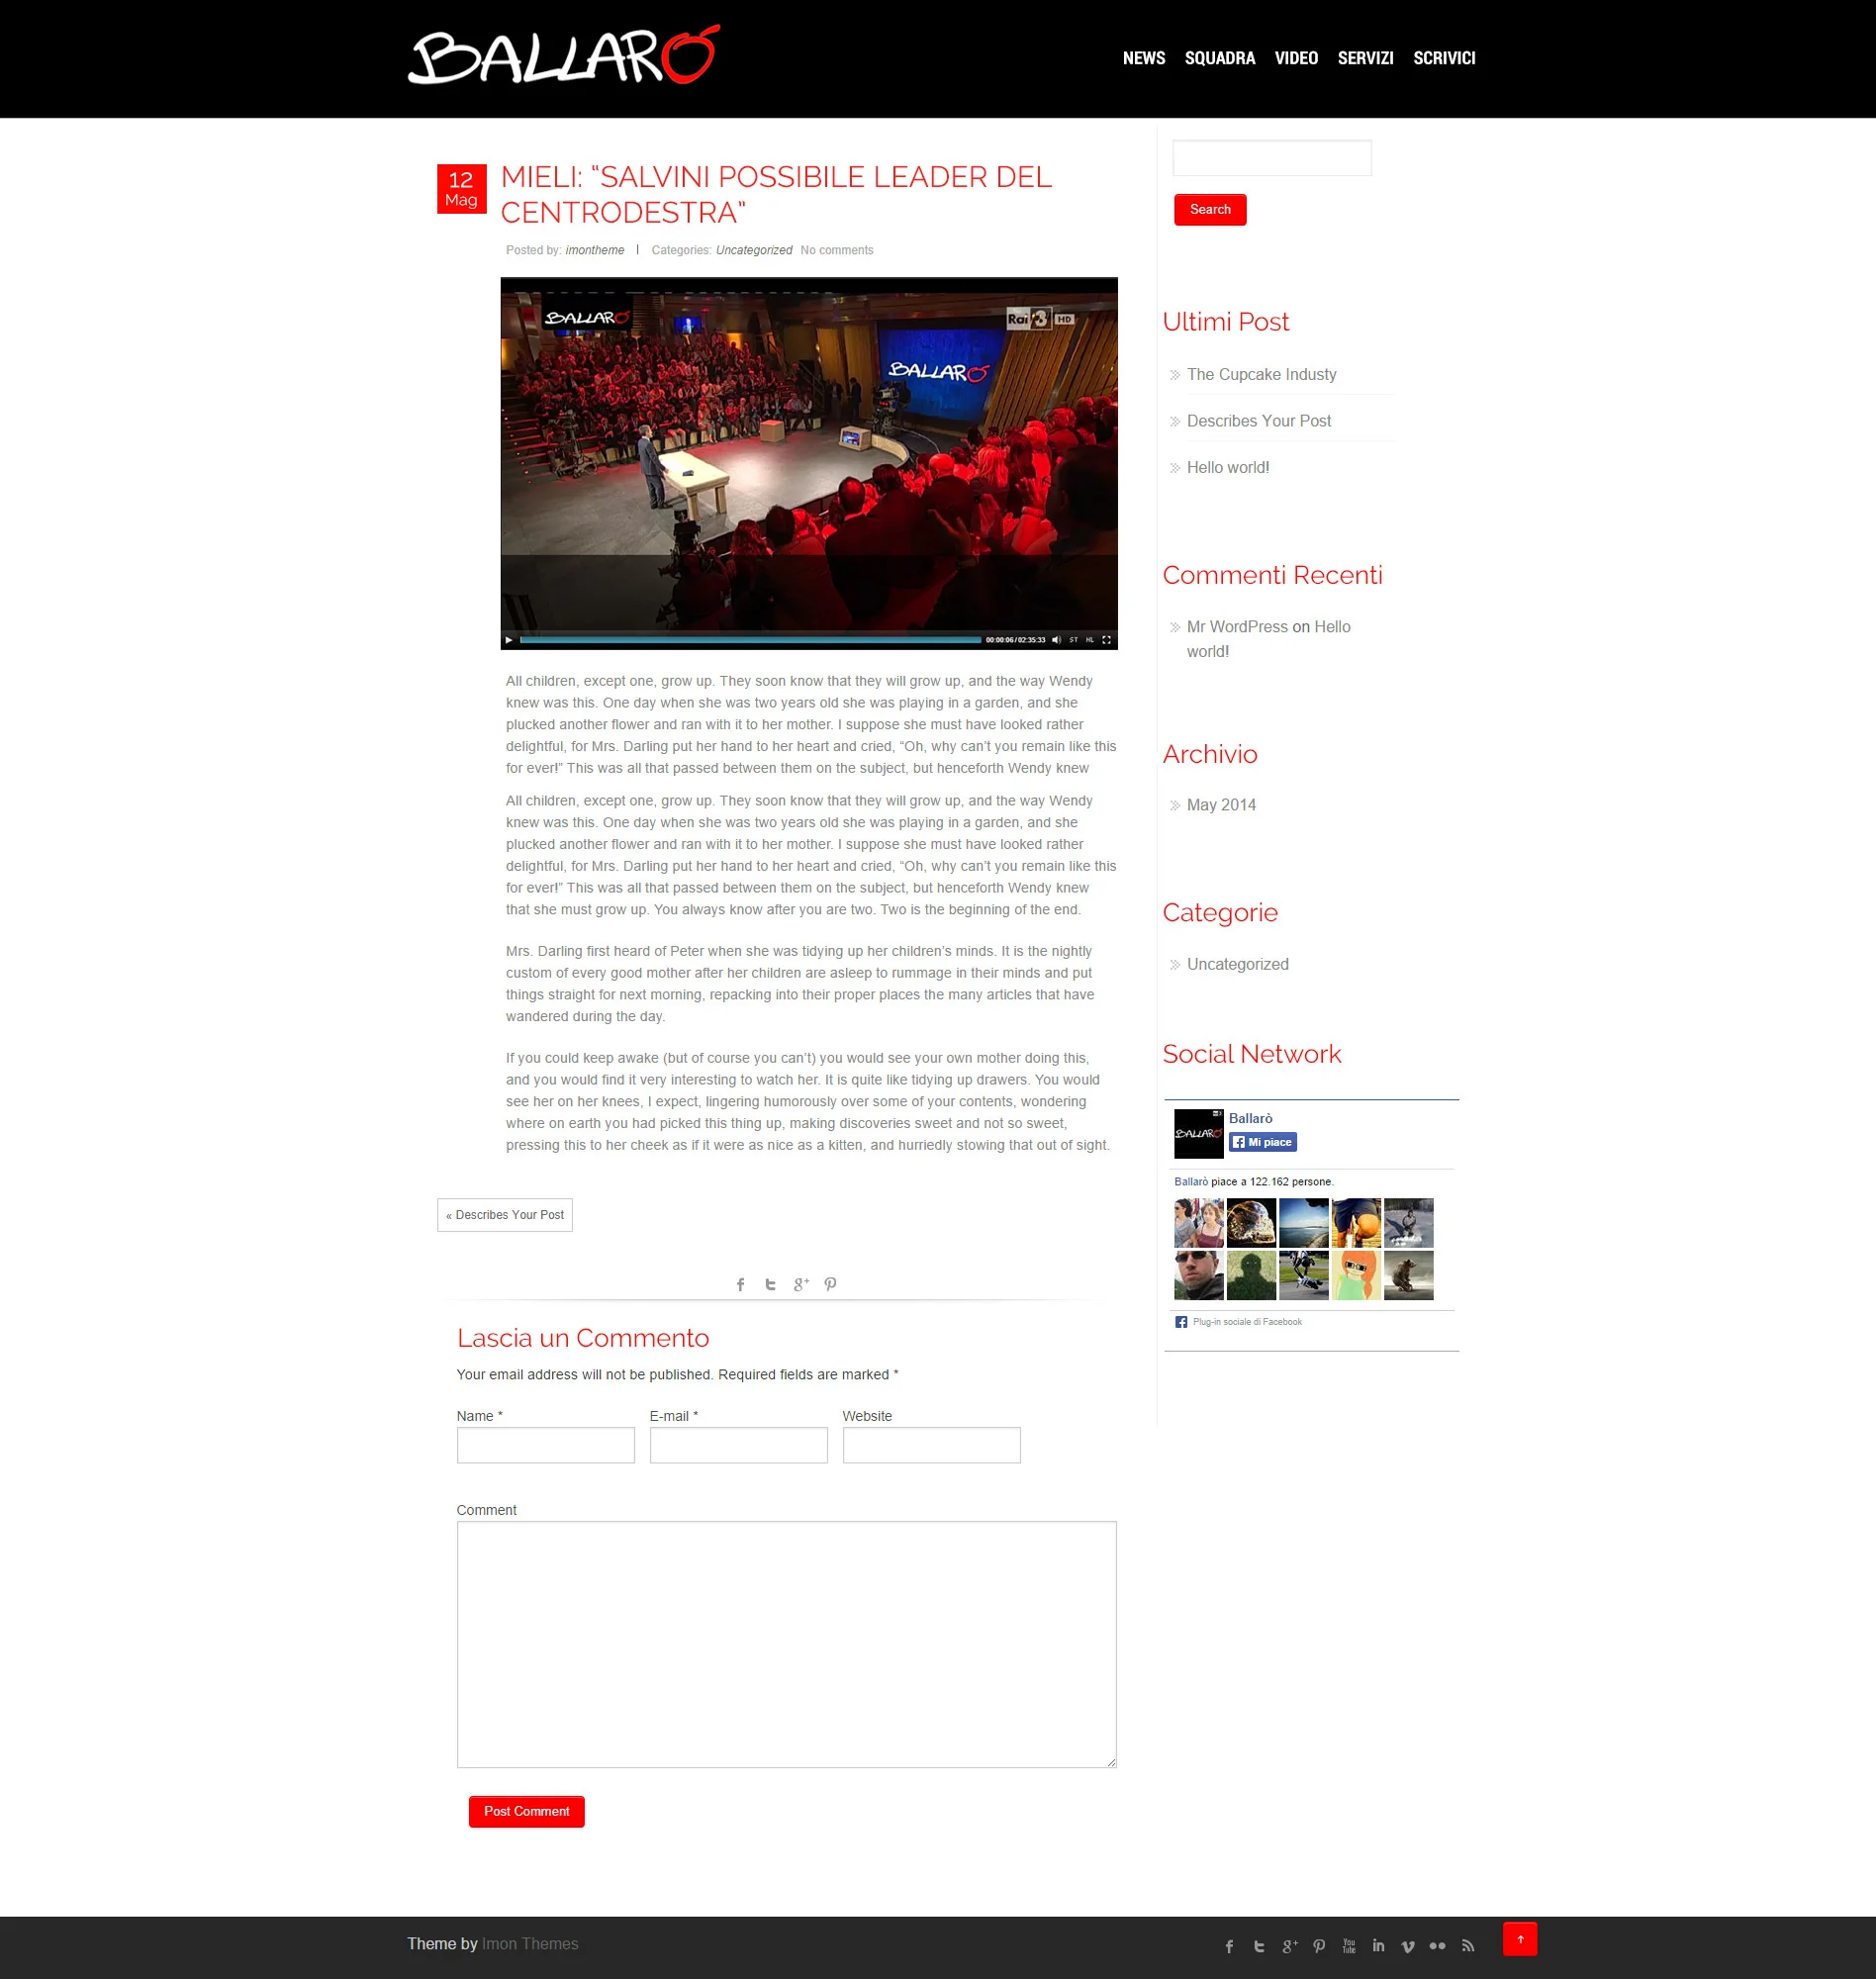 BALLARÓ
NEWS SQUADRA VIDEO SERVIZI SCRIVICI
12
Mag
MIELI: “SALVINI POSSIBILE LEADER DEL
CENTRODESTRA”
Posted by: imontheme | Categories: Uncategorized No comments
BALLARÓ
Rai 3 HD
BALLARÓ
00:00:06/02:35:33 ST HL
All children, except one, grow up. They soon know that they will grow up, and the way Wendy
knew was this. One day when she was two years old she was playing in a garden, and she
plucked another flower and ran with it to her mother. I suppose she must have looked rather
delightful, for Mrs. Darling put her hand to her heart and cried, “Oh, why can’t you remain like this
for ever!” This was all that passed between them on the subject, but henceforth Wendy knew
All children, except one, grow up. They soon know that they will grow up, and the way Wendy
knew was this. One day when she was two years old she was playing in a garden, and she
plucked another flower and ran with it to her mother. I suppose she must have looked rather
delightful, for Mrs. Darling put her hand to her heart and cried, “Oh, why can’t you remain like this
for ever!” This was all that passed between them on the subject, but henceforth Wendy knew
that she must grow up. You always know after you are two. Two is the beginning of the end.
Mrs. Darling first heard of Peter when she was tidying up her children’s minds. It is the nightly
custom of every good mother after her children are asleep to rummage in their minds and put
things straight for next morning, repacking into their proper places the many articles that have
wandered during the day.
If you could keep awake (but of course you can’t) you would see your own mother doing this,
and you would find it very interesting to watch her. It is quite like tidying up drawers. You would
see her on her knees, I expect, lingering humorously over some of your contents, wondering
where on earth you had picked this thing up, making discoveries sweet and not so sweet,
pressing this to her cheek as if it were as nice as a kitten, and hurriedly stowing that out of sight.
« Describes Your Post
Lascia un Commento
Your email address will not be published. Required fields are marked *
Name * E-mail * Website
Comment
Post Comment
Search
Ultimi Post
The Cupcake Industy
Describes Your Post
Hello world!
Commenti Recenti
Mr WordPress on Hello
world!
Archivio
May 2014
Categorie
Uncategorized
Social Network
BALLARÓ
Ballarò
Mi piace
Ballarò piace a 122.162 persone.
Plug-in sociale di Facebook
Theme by Imon Themes
You
Tube